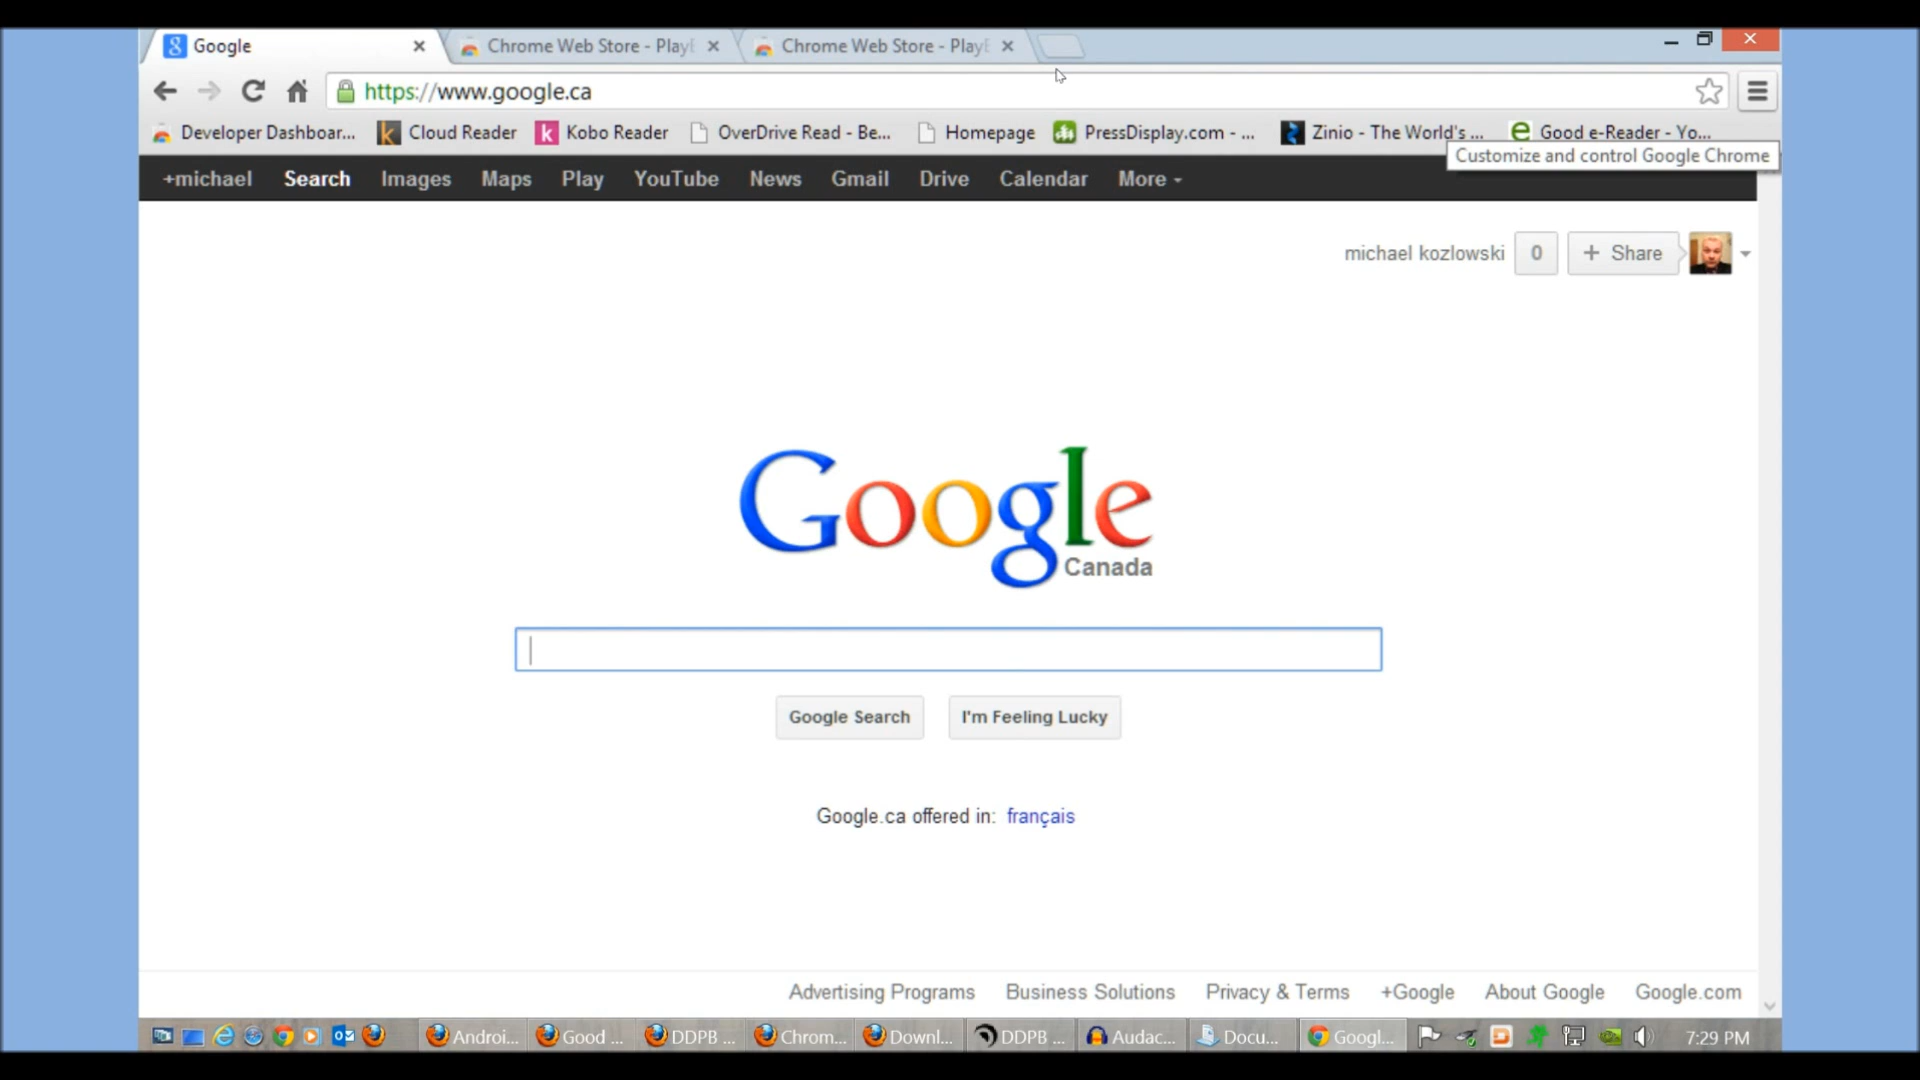 Google
Chrome Web Store - Play
Chrome Web Store - Play
https://www.google.ca
Developer Dashboar...
Cloud Reader
Kobo Reader
OverDrive Read - Be...
Homepage
PressDisplay.com - ...
Zinio - The World's ...
Good e-Reader - Yo...
Customize and control Google Chrome
+michael Search Images Maps Play YouTube News Gmail Drive Calendar More
michael kozlowski 0 + Share
Google
Canada
Google Search
I'm Feeling Lucky
Google.ca offered in: français
Advertising Programs Business Solutions Privacy & Terms +Google About Google Google.com
Androi... Good ... DDPB ... Chrom... Downl... DDPB ... Audac... Docu... Googl... 7:29 PM